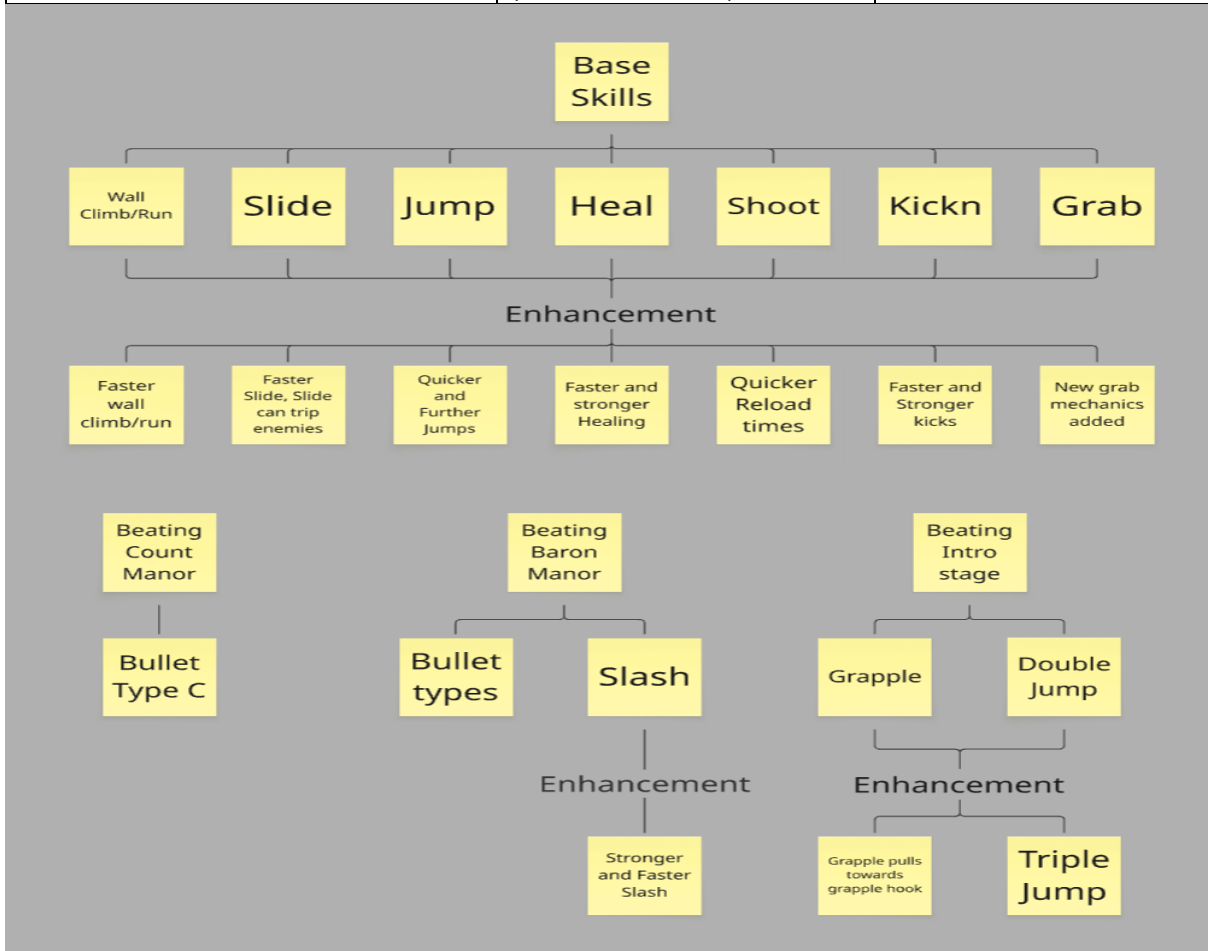 Base
Skills
Wall
Climb/Run
Slide
Jump
Heal
Shoot
Kickn
Grab
Enhancement
Faster
wall
climb/run
Faster
Slide, Slide
can trip
enemies
Quicker
and
Further
Jumps
Faster and
stronger
Healing
Quicker
Reload
times
Faster and
Stronger
kicks
New grab
mechanics
added
Beating
Count
Manor
Bullet
Type C
Beating
Baron
Manor
Bullet
types
Slash
Enhancement
Stronger
and Faster
Slash
Beating
Intro
stage
Grapple
Double
Jump
Enhancement
Grapple pulls
towards
grapple hook
Triple
Jump